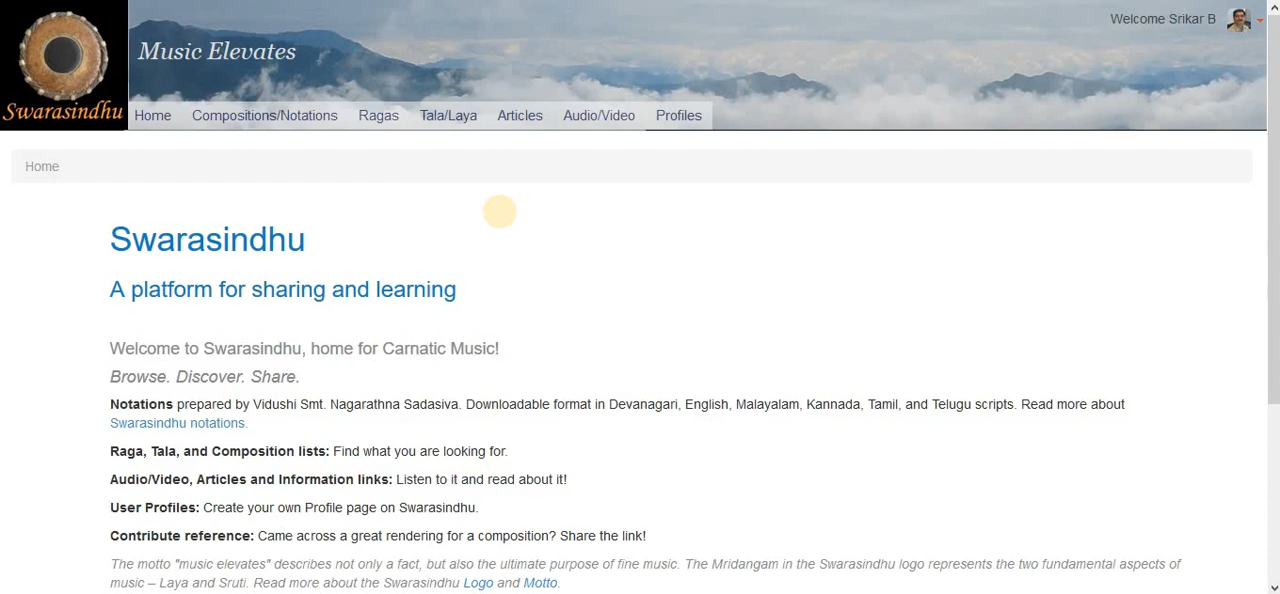 Welcome Srikar B
Music Elevates
Swarasindhu
Home Compositions/Notations Ragas Tala/Laya Articles Audio/Video Profiles
Home
Swarasindhu
A platform for sharing and learning
Welcome to Swarasindhu, home for Carnatic Music!
Browse. Discover. Share.
Notations prepared by Vidushi Smt. Nagarathna Sadasiva. Downloadable format in Devanagari, English, Malayalam, Kannada, Tamil, and Telugu scripts. Read more about
Swarasindhu notations.
Raga, Tala, and Composition lists: Find what you are looking for.
Audio/Video, Articles and Information links: Listen to it and read about it!
User Profiles: Create your own Profile page on Swarasindhu.
Contribute reference: Came across a great rendering for a composition? Share the link!
The motto "music elevates" describes not only a fact, but also the ultimate purpose of fine music. The Mridangam in the Swarasindhu logo represents the two fundamental aspects of
music – Laya and Sruti. Read more about the Swarasindhu Logo and Motto.